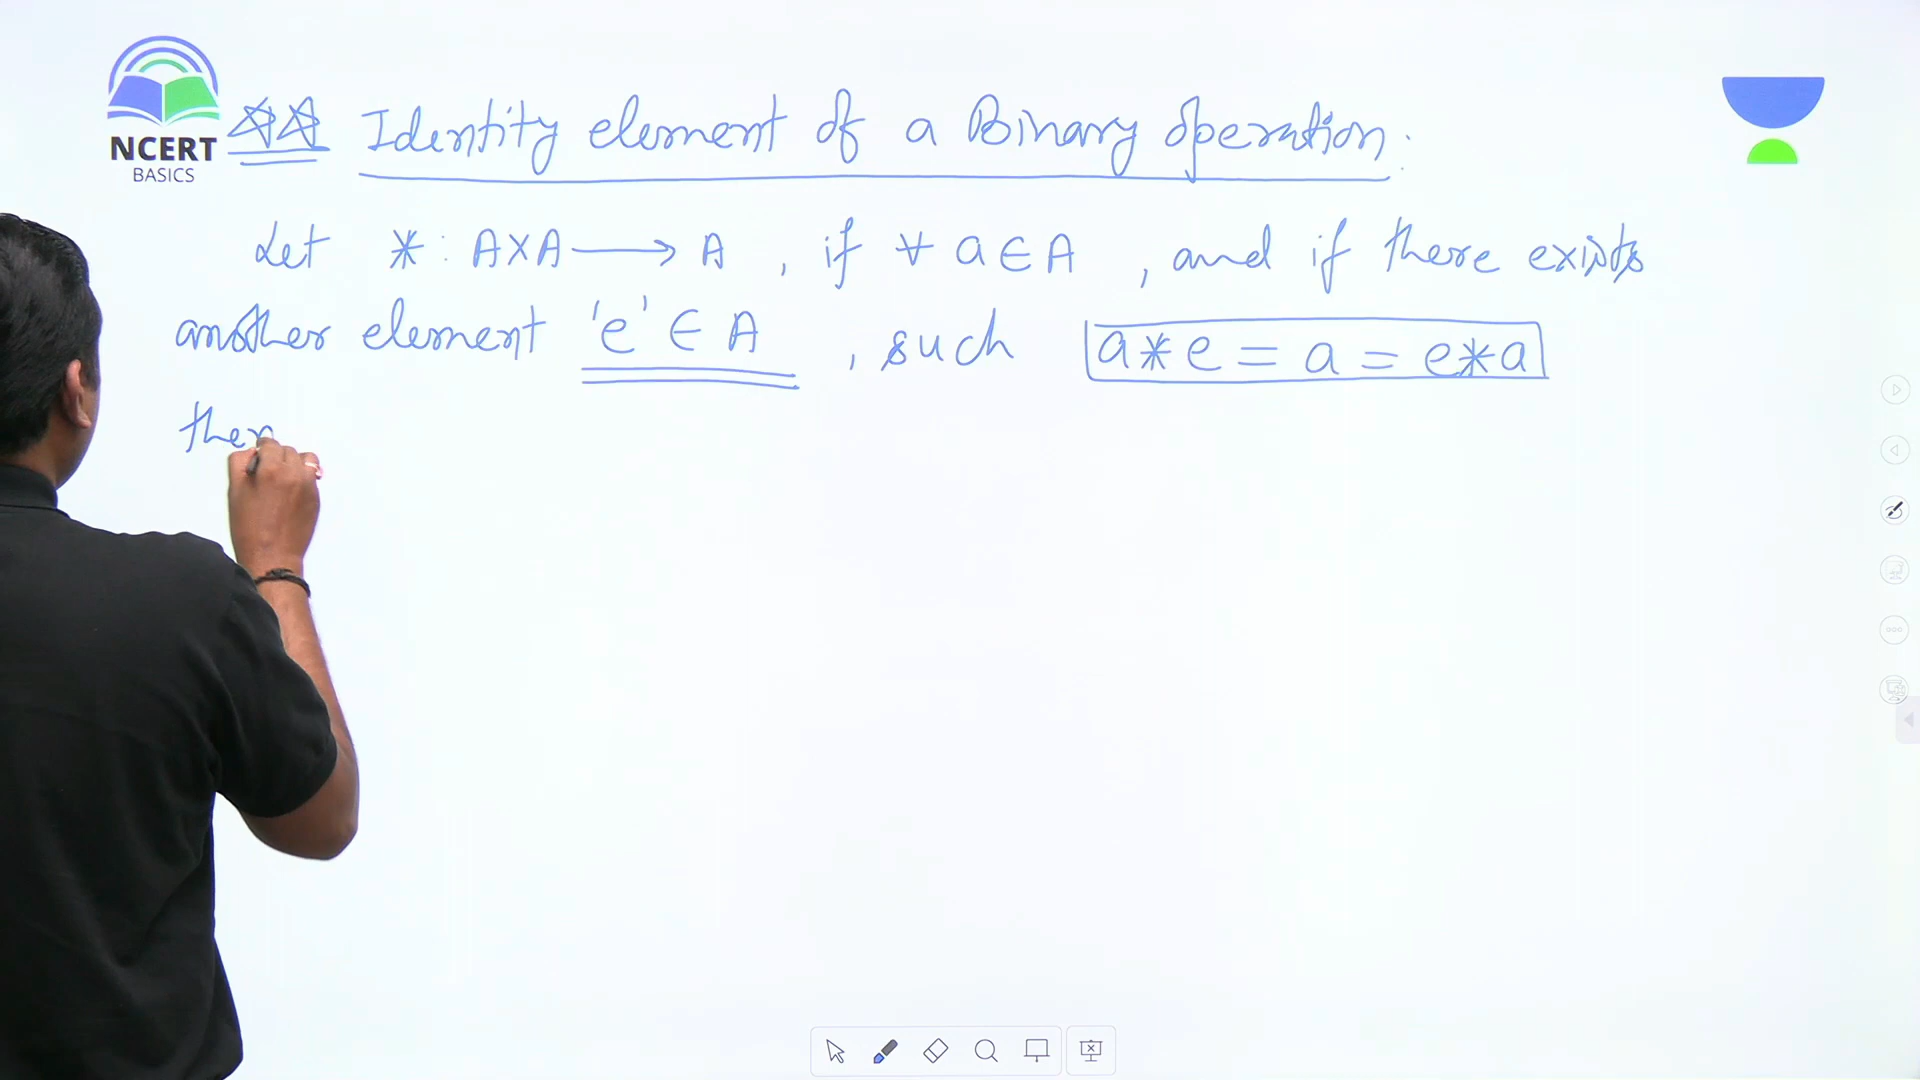 NCERT
BASICS
Identity element of a Binary operation.
Let * : A×A ⟶ A , if ∀ a ∈ A , and if there exists
another element 'e' ∈ A , such a*e = a = e*a
then